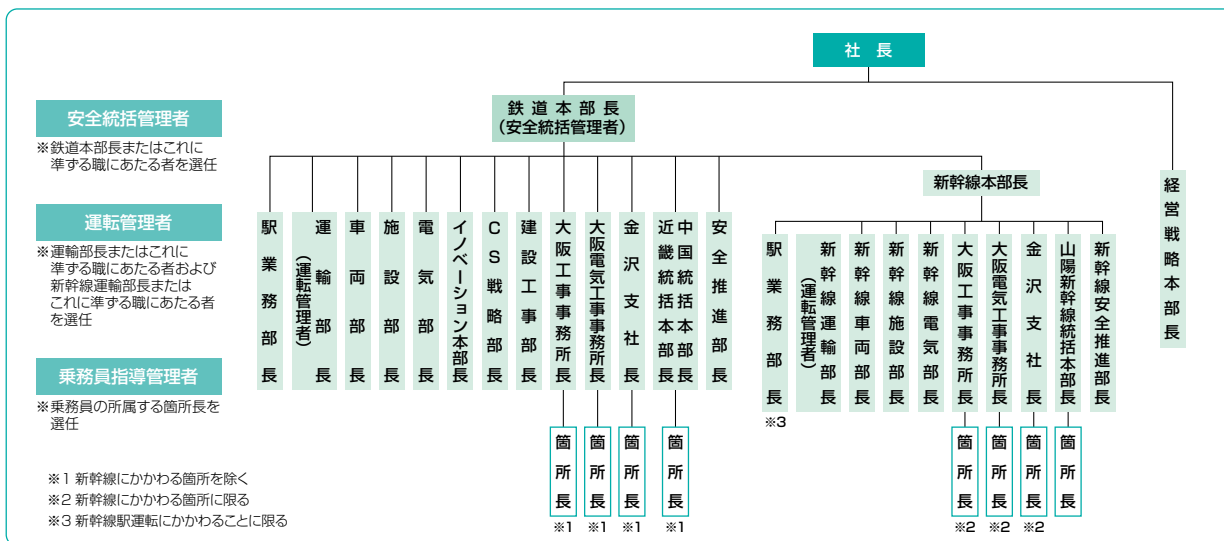 社長
鉄道本部長
(安全統括管理者)
安全統括管理者
※鉄道本部長またはこれに
準ずる職にあたる者を選任
運転管理者
※運輸部長またはこれに
準ずる職にあたる者および
新幹線運輸部長または
これに準ずる職にあたる者
を選任
乗務員指導管理者
※乗務員の所属する箇所長を
選任
※1 新幹線にかかわる箇所を除く
※2 新幹線にかかわる箇所に限る
※3 新幹線駅運転にかかわることに限る
駅業務部長
運輸部長
(運転管理者)
車両部長
施設部長
電気部長
イノベーション本部長
CS戦略部長
建設工事部長
大阪工事事務所長
大阪電気工事事務所長
金沢支社長
中国統括本部長
近畿統括本部長
安全推進部長
箇所長
※1
箇所長
※1
箇所長
※1
箇所長
※1
新幹線本部長
駅業務部長
※3
新幹線運輸部長
(運転管理者)
新幹線車両部長
新幹線施設部長
新幹線電気部長
大阪工事事務所長
大阪電気工事事務所長
金沢支社長
山陽新幹線統括本部長
新幹線安全推進部長
箇所長
※2
箇所長
※2
箇所長
※2
箇所長
経営戦略本部長